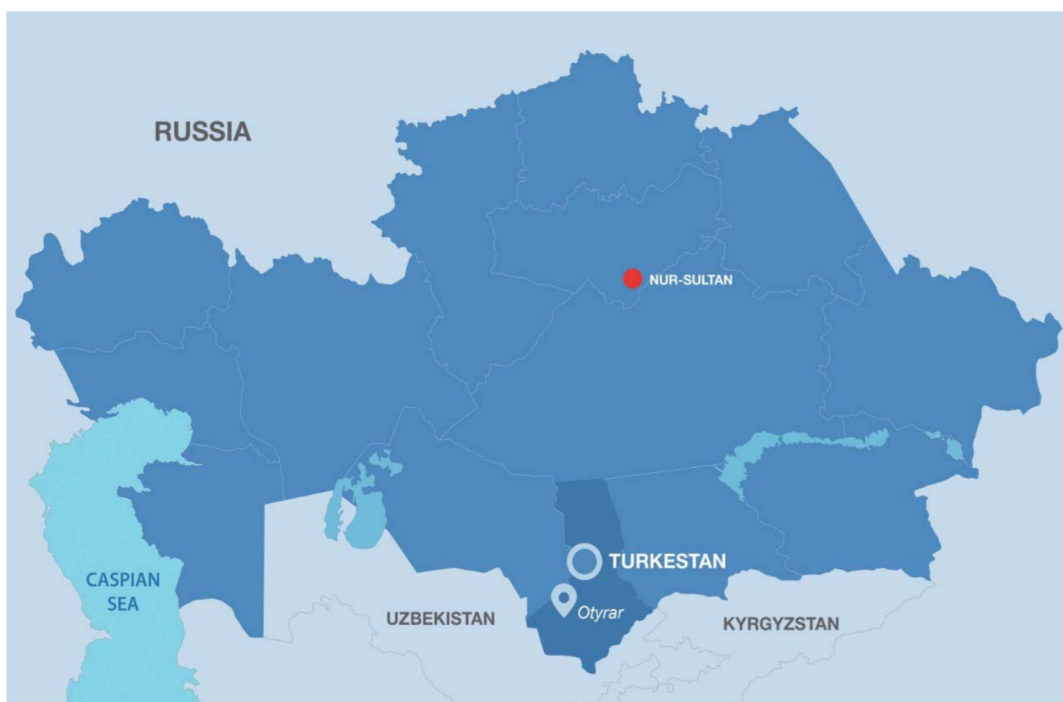 RUSSIA
NUR-SULTAN
TURKESTAN
CASPIAN
SEA
Otyrar
UZBEKISTAN
KYRGYZSTAN